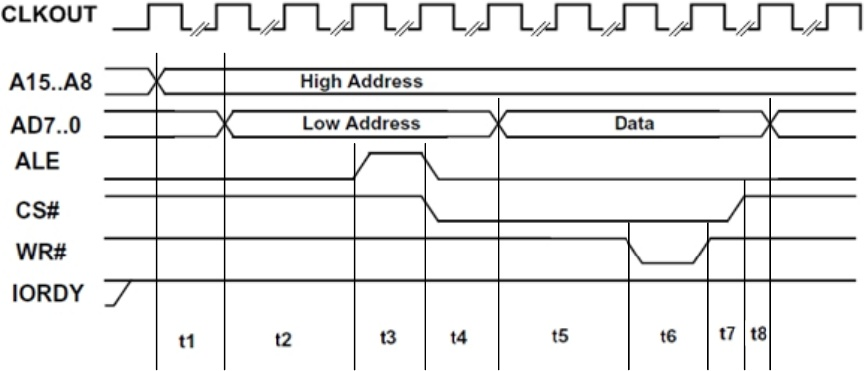 CLKOUT
A15..A8 High Address
AD7..0 Low Address Data
ALE
CS#
WR#
IORDY
t1 t2 t3 t4 t5 t6 t7 t8